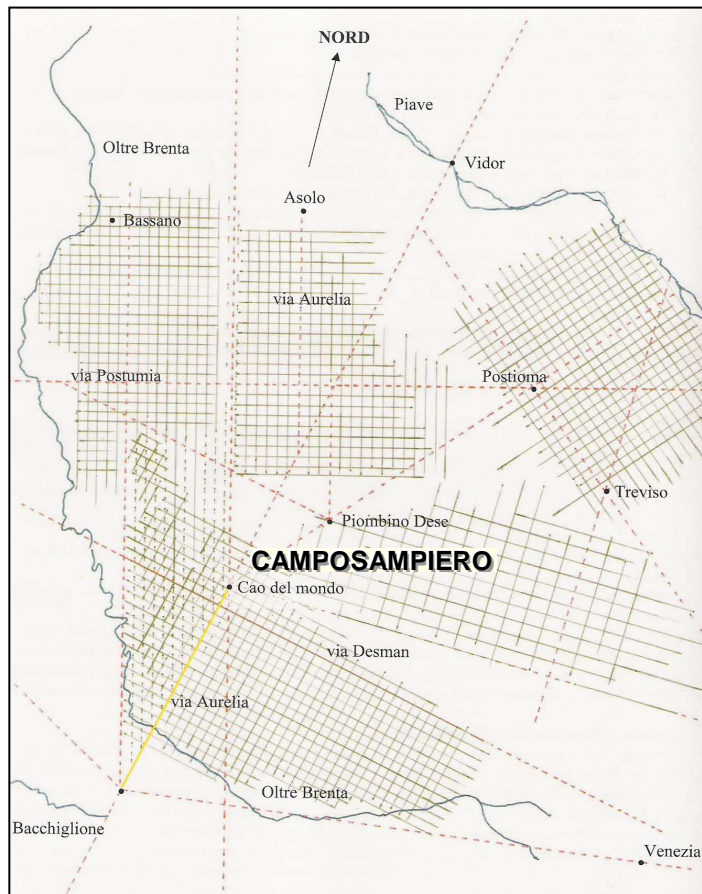 NORD
Piave
Oltre Brenta
Vidor
Asolo
Bassano
via Aurelia
via Postumia
Postioma
Treviso
Piombino Dese
CAMPOSAMPIERO
Cao del mondo
via Desman
via Aurelia
Oltre Brenta
Bacchiglione
Venezia